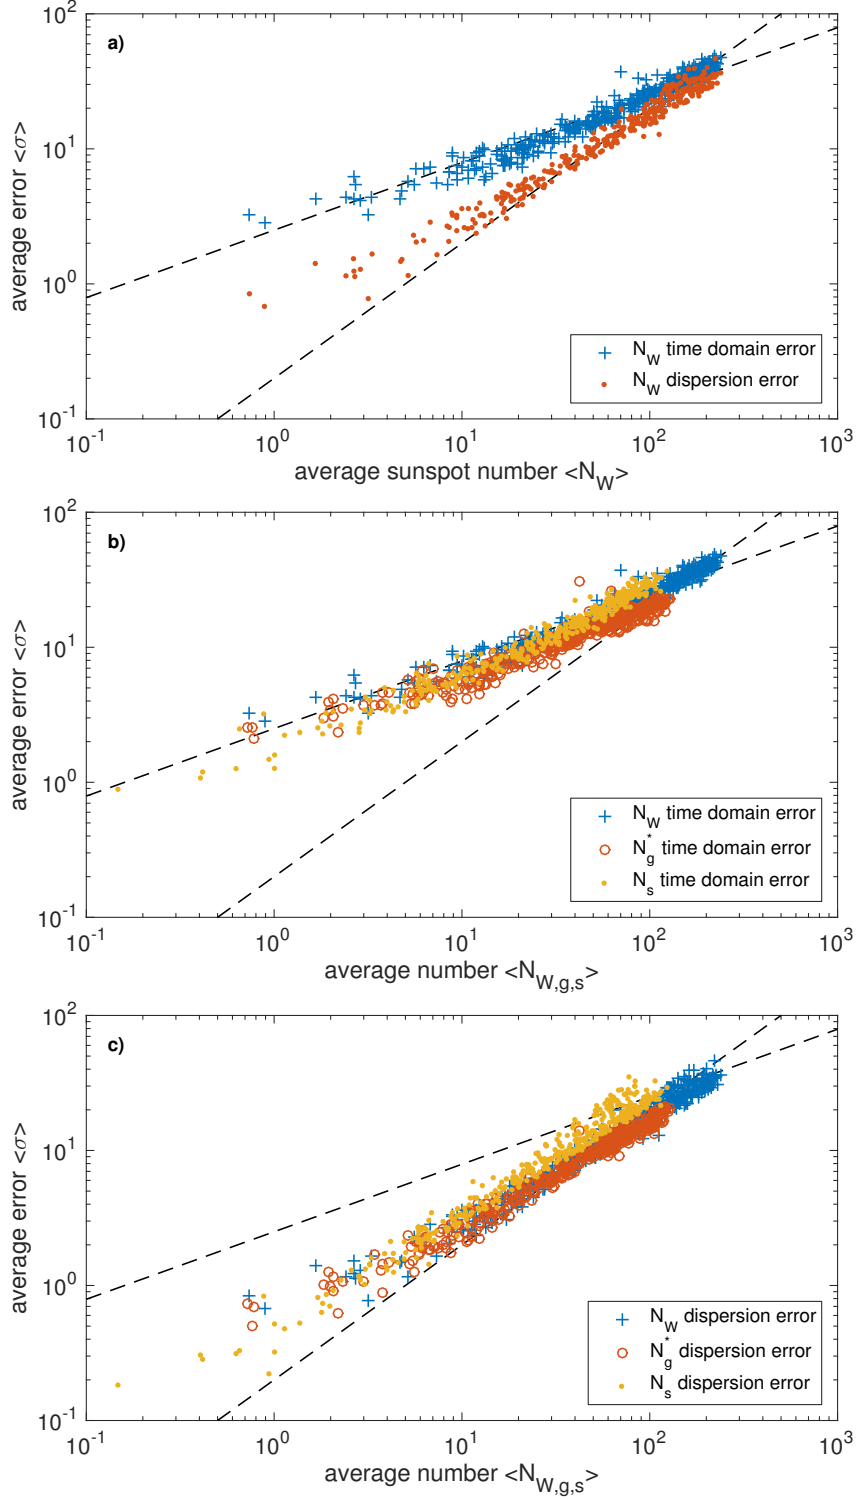 a)
10^2
10^1
10^0
10^-1
average error <σ>
N_W time domain error
N_W dispersion error
10^-1 10^0 10^1 10^2 10^3
average sunspot number <N_W>
b)
10^2
10^1
10^0
10^-1
average error <σ>
N_W time domain error
N_g^* time domain error
N_s time domain error
10^-1 10^0 10^1 10^2 10^3
average number <N_W,g,s>
c)
10^2
10^1
10^0
10^-1
average error <σ>
N_W dispersion error
N_g^* dispersion error
N_s dispersion error
10^-1 10^0 10^1 10^2 10^3
average number <N_W,g,s>